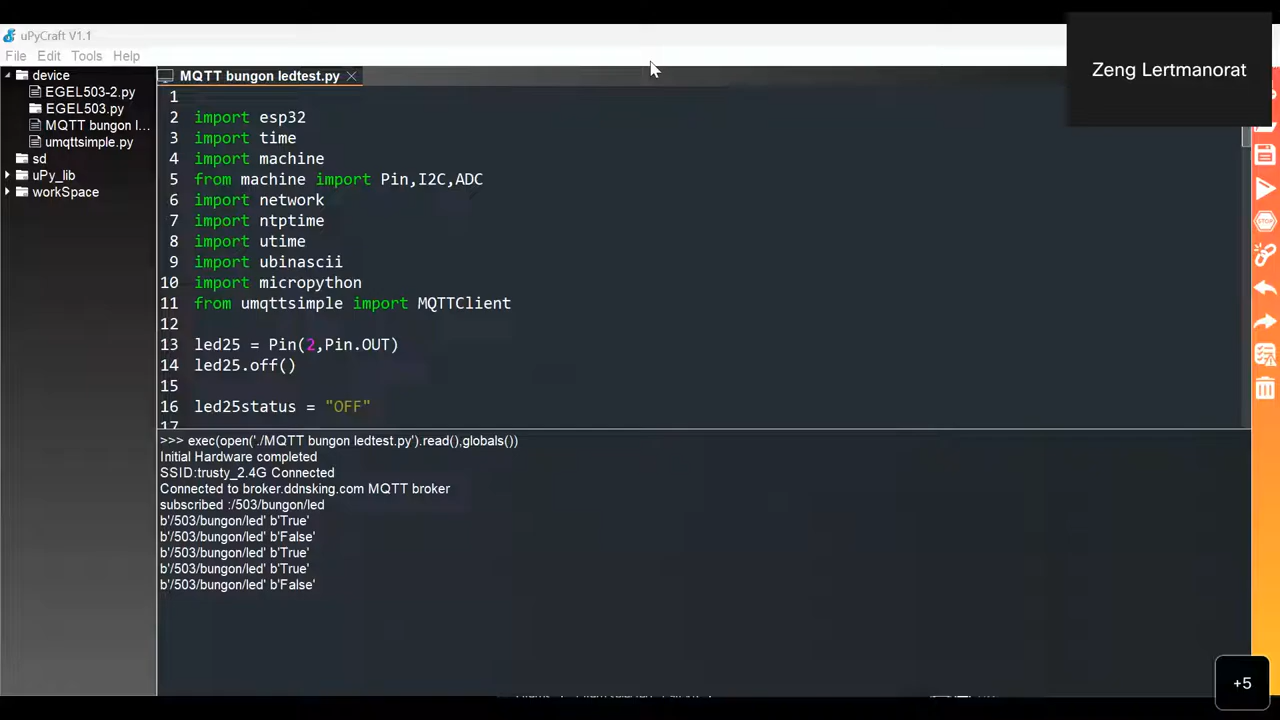 uPyCraft V1.1
File Edit Tools Help
Zeng Lertmanorat
device
EGEL503-2.py
EGEL503.py
MQTT bungon l...
umqttsimple.py
sd
uPy_lib
workSpace
MQTT bungon ledtest.py
1
2 import esp32
3 import time
4 import machine
5 from machine import Pin,I2C,ADC
6 import network
7 import ntptime
8 import utime
9 import ubinascii
10 import micropython
11 from umqttsimple import MQTTClient
12
13 led25 = Pin(2,Pin.OUT)
14 led25.off()
15
16 led25status = "OFF"
17
>>> exec(open('./MQTT bungon ledtest.py').read(),globals())
Initial Hardware completed
SSID:trusty_2.4G Connected
Connected to broker.ddnsking.com MQTT broker
subscribed :/503/bungon/led
b'/503/bungon/led' b'True'
b'/503/bungon/led' b'False'
b'/503/bungon/led' b'True'
b'/503/bungon/led' b'True'
b'/503/bungon/led' b'False'
STOP
+5